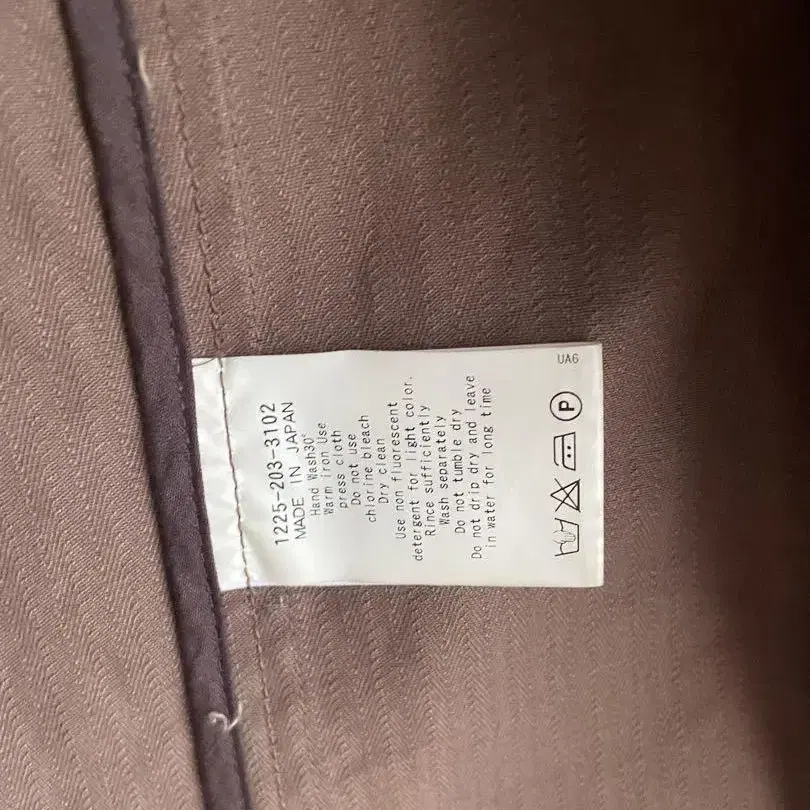 1225-203-3102
MADE IN JAPAN
Hand Wash30°
Warm iron Use
press cloth
Do not use
chlorine bleach
Dry clean
Use non fluorescent
detergent for light color.
Rince sufficiently
Wash separately
Do not tumble dry
Do not drip dry and leave
in water for long time
P
UA6